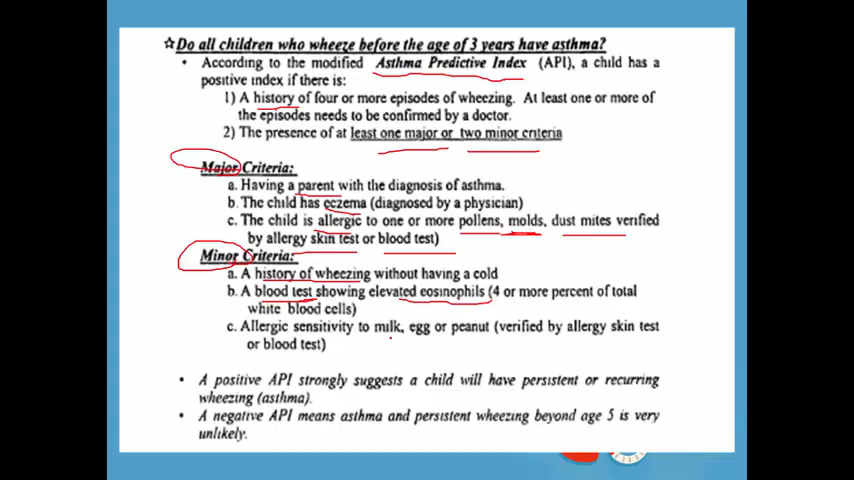 ☆Do all children who wheeze before the age of 3 years have asthma?
• According to the modified Asthma Predictive Index (API), a child has a
positive index if there is:
1) A history of four or more episodes of wheezing. At least one or more of
the episodes needs to be confirmed by a doctor.
2) The presence of at least one major or two minor criteria
Major Criteria:
a. Having a parent with the diagnosis of asthma.
b. The child has eczema (diagnosed by a physician)
c. The child is allergic to one or more pollens, molds, dust mites verified
by allergy skin test or blood test)
Minor Criteria:
a. A history of wheezing without having a cold
b. A blood test showing elevated eosinophils (4 or more percent of total
white blood cells)
c. Allergic sensitivity to milk, egg or peanut (verified by allergy skin test
or blood test)
• A positive API strongly suggests a child will have persistent or recurring
wheezing (asthma).
• A negative API means asthma and persistent wheezing beyond age 5 is very
unlikely.